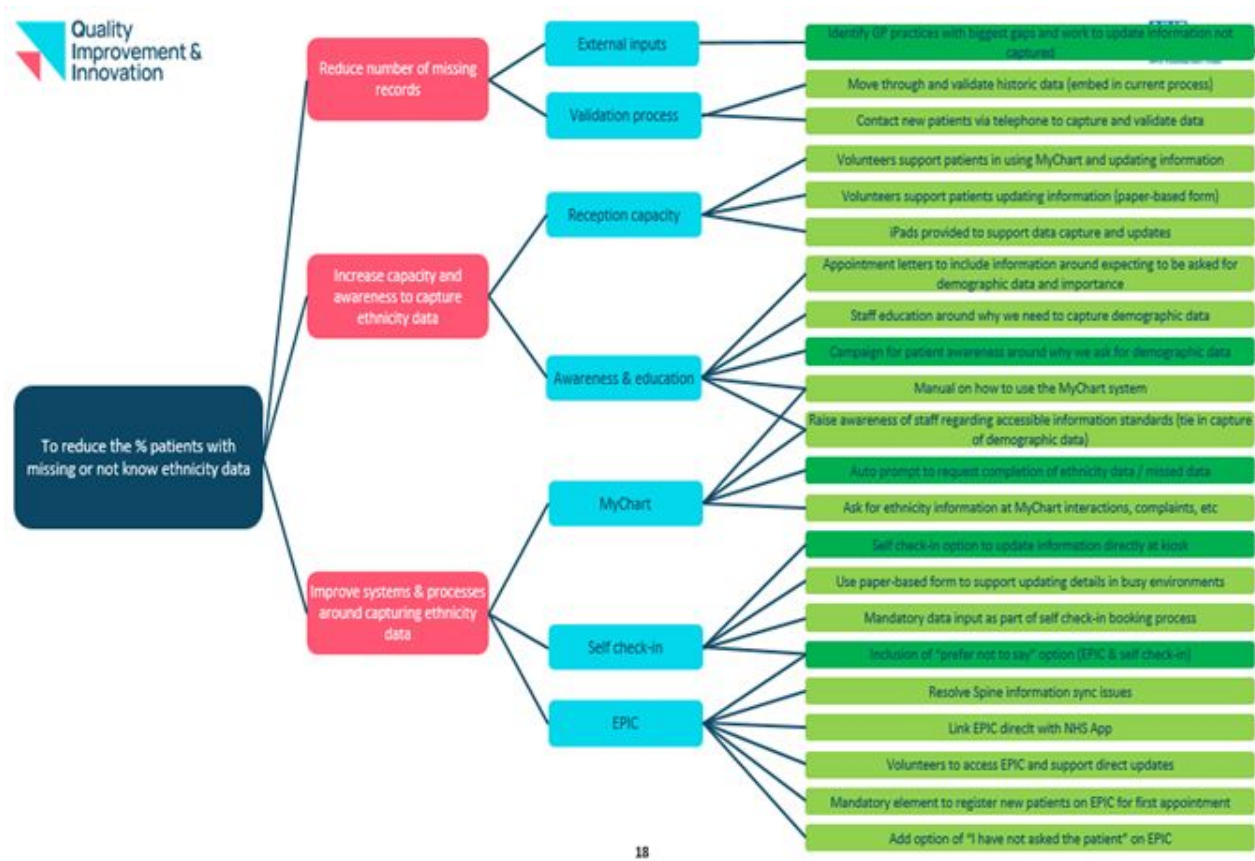 Quality
Improvement &
Innovation
To reduce the % patients with
missing or not know ethnicity data
Reduce number of missing
records
Increase capacity and
awareness to capture
ethnicity data
Improve systems & processes
around capturing ethnicity
data
External inputs
Validation process
Reception capacity
Awareness & education
MyChart
Self check-in
EPIC
Identify GP practices with biggest gaps and work to update information not
captured
Move through and validate historic data (embed in current process)
Contact new patients via telephone to capture and validate data
Volunteers support patients in using MyChart and updating information
Volunteers support patients updating information (paper-based form)
iPads provided to support data capture and updates
Appointment letters to include information around expecting to be asked for
demographic data and importance
Staff education around why we need to capture demographic data
Campaign for patient awareness around why we ask for demographic data
Manual on how to use the MyChart system
Raise awareness of staff regarding accessible information standards (tie in capture
of demographic data)
Auto prompt to request completion of ethnicity data / missed data
Ask for ethnicity information at MyChart interactions, complaints, etc
Self check-in option to update information directly at kiosk
Use paper-based form to support updating details in busy environments
Mandatory data input as part of self check-in booking process
Inclusion of "prefer not to say" option (EPIC & self check-in)
Resolve Spine information sync issues
Link EPIC direclt with NHS App
Volunteers to access EPIC and support direct updates
Mandatory element to register new patients on EPIC for first appointment
Add option of "I have not asked the patient" on EPIC
18